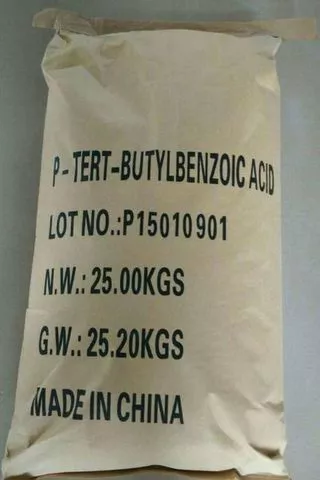 P-TERT-BUTYLBENZOIC ACID
LOT NO.:P15010901
N.W.: 25.00KGS
G.W.: 25.20KGS
MADE IN CHINA